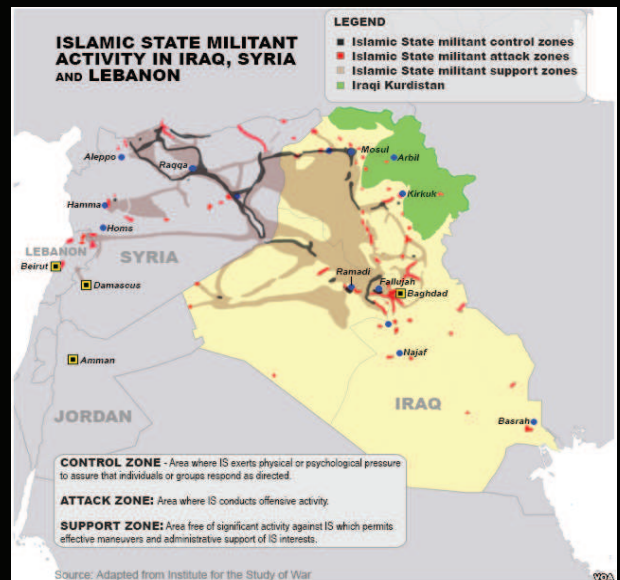 ISLAMIC STATE MILITANT
ACTIVITY IN IRAQ, SYRIA
AND LEBANON
LEGEND
Islamic State militant control zones
Islamic State militant attack zones
Islamic State militant support zones
Iraqi Kurdistan
Mosul
Aleppo
Arbil
Raqqa
Kirkuk
Hamma
Homs
LEBANON
SYRIA
Beirut
Ramadi
Fallujah
Damascus
Baghdad
Amman
Najaf
IRAQ
JORDAN
Basrah
CONTROL ZONE - Area where IS exerts physical or psychological pressure
to assure that individuals or groups respond as directed.
ATTACK ZONE: Area where IS conducts offensive activity.
SUPPORT ZONE: Area free of significant activity against IS which permits
effective maneuvers and administrative support of IS interests.
Source: Adapted from Institute for the Study of War
VOA